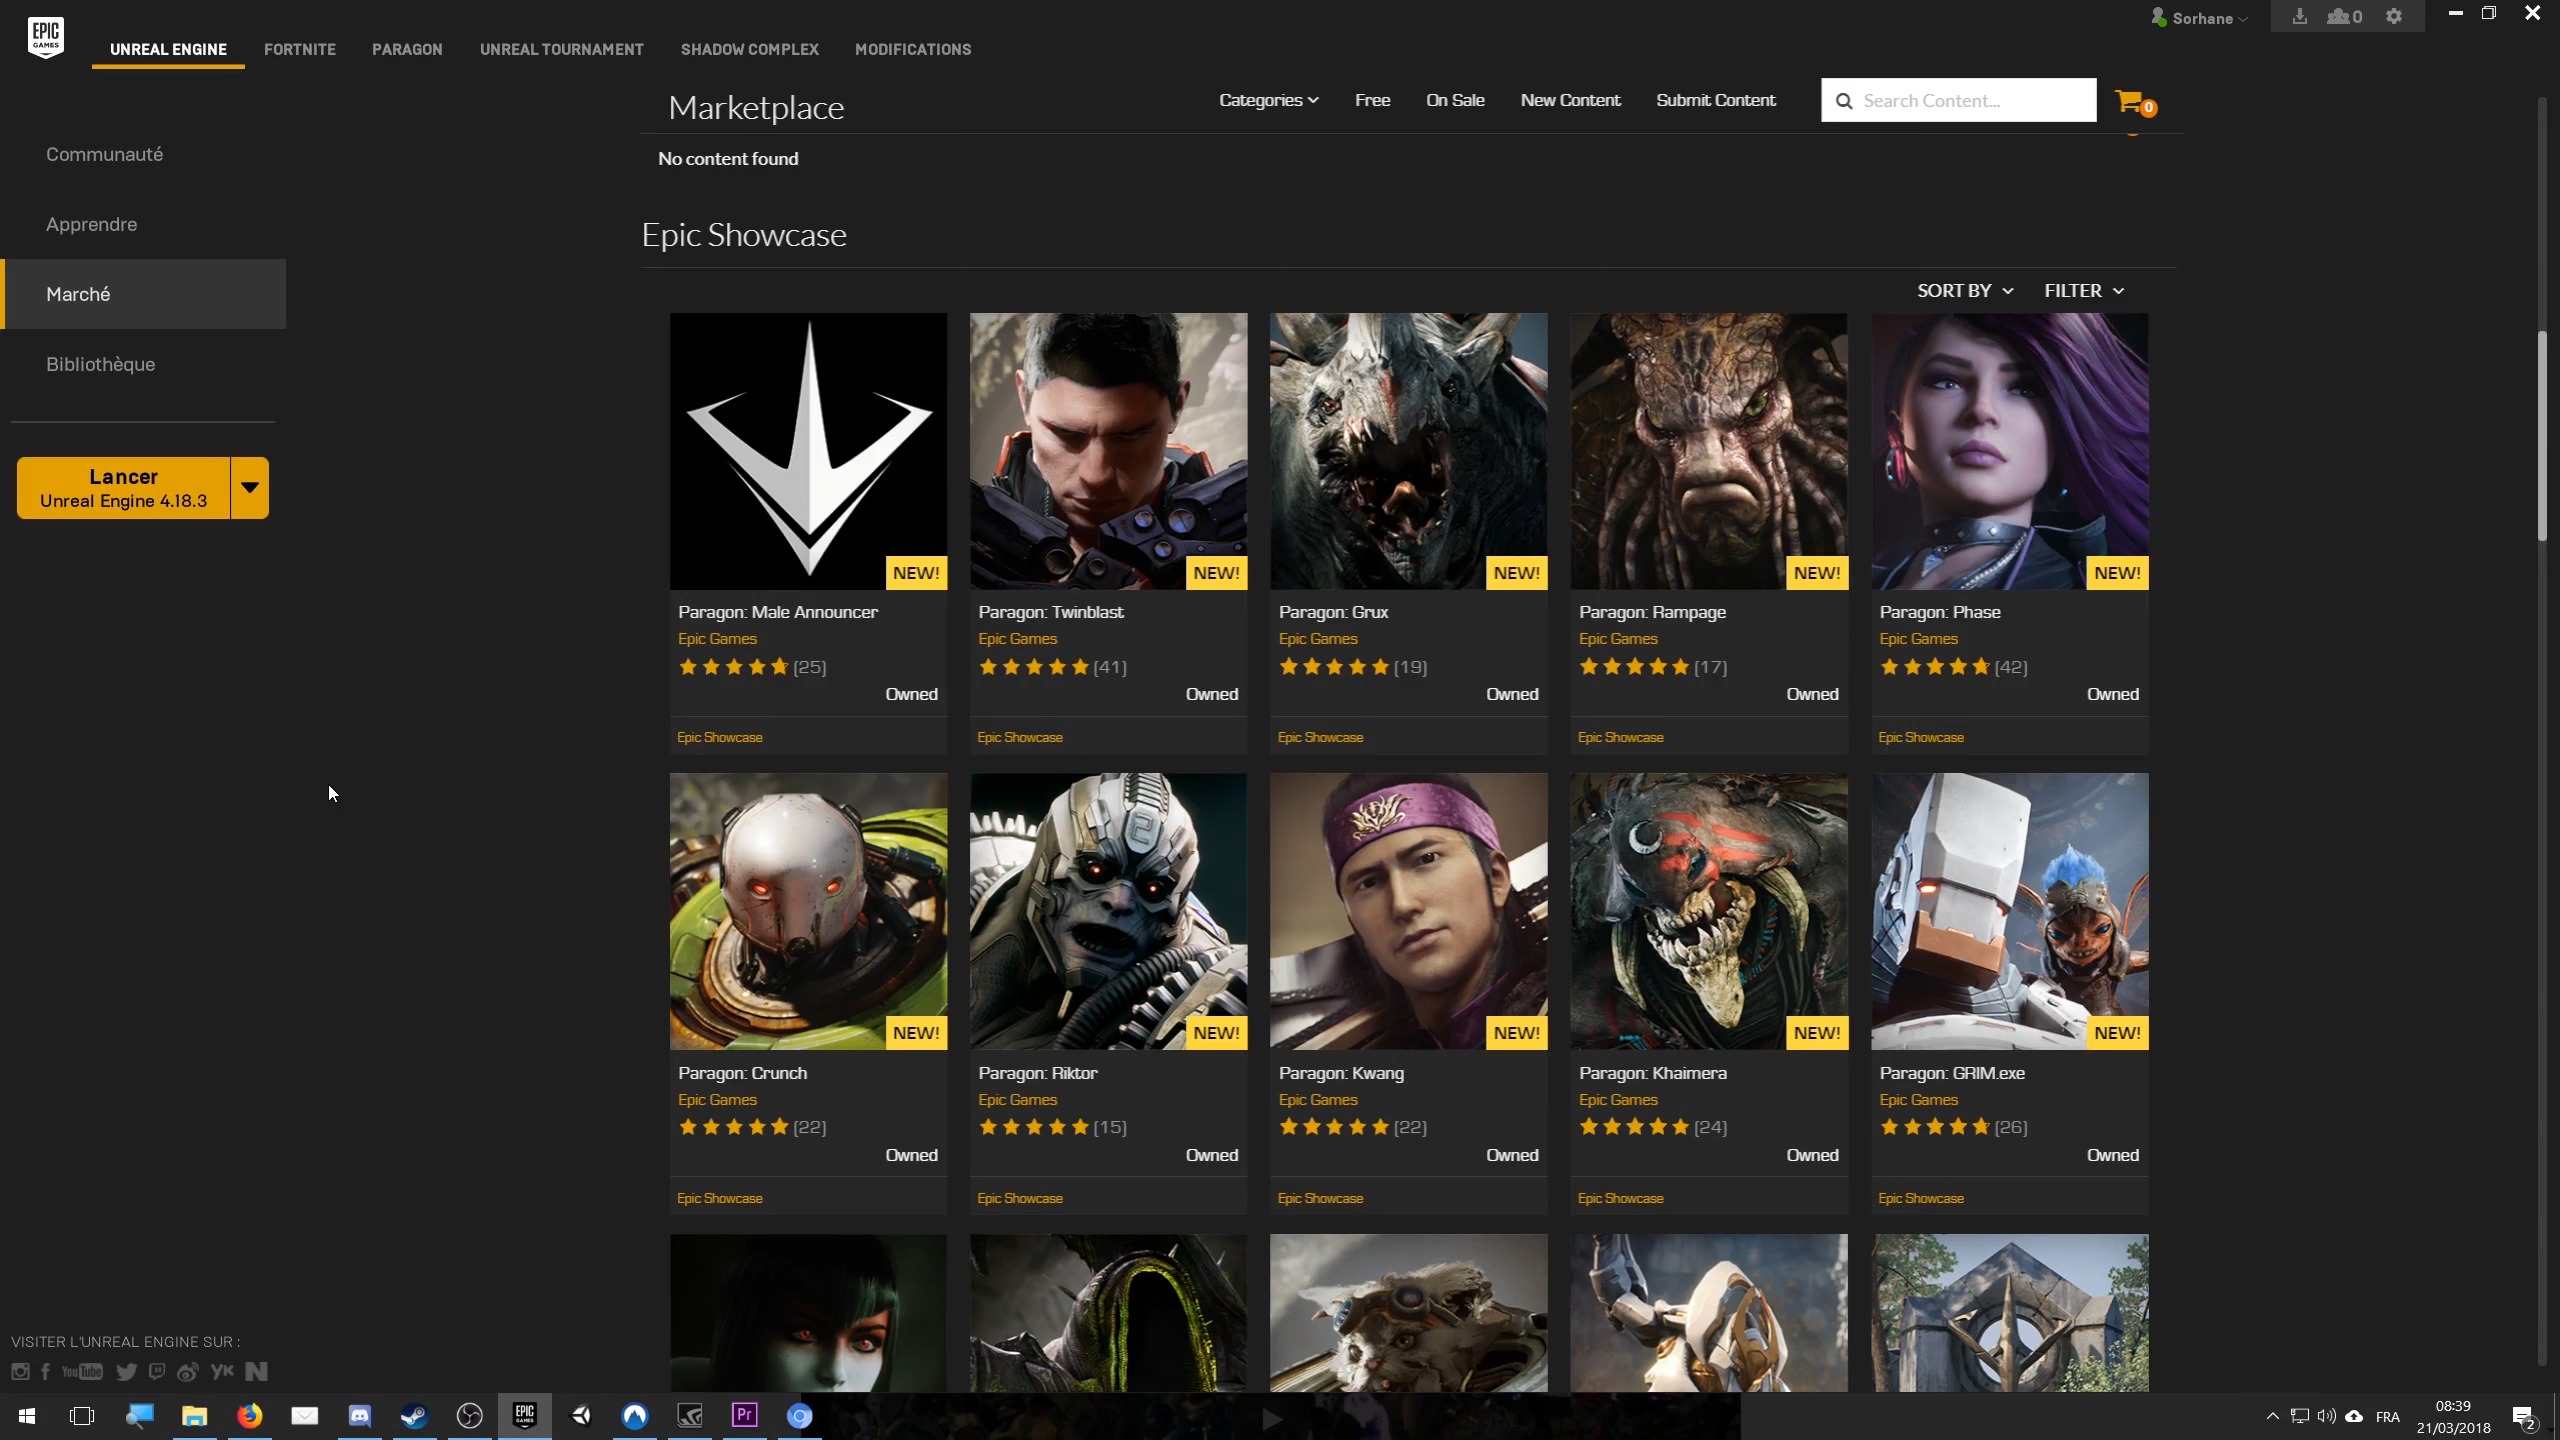 EPIC
GAMES
UNREAL ENGINE
FORTNITE
PARAGON
UNREAL TOURNAMENT
SHADOW COMPLEX
MODIFICATIONS
Sorhane
0
Marketplace
Categories
Free
On Sale
New Content
Submit Content
Search Content...
0
Communauté
Apprendre
Marché
Bibliothèque
Lancer
Unreal Engine 4.18.3
No content found
Epic Showcase
SORT BY
FILTER
NEW!
NEW!
NEW!
NEW!
NEW!
Paragon: Male Announcer
Epic Games
(25)
Owned
Epic Showcase
Paragon: Twinblast
Epic Games
(41)
Owned
Epic Showcase
Paragon: Grux
Epic Games
(19)
Owned
Epic Showcase
Paragon: Rampage
Epic Games
(17)
Owned
Epic Showcase
Paragon: Phase
Epic Games
(42)
Owned
Epic Showcase
2
NEW!
NEW!
NEW!
NEW!
NEW!
Paragon: Crunch
Epic Games
(22)
Owned
Epic Showcase
Paragon: Riktor
Epic Games
(15)
Owned
Epic Showcase
Paragon: Kwang
Epic Games
(22)
Owned
Epic Showcase
Paragon: Khaimera
Epic Games
(24)
Owned
Epic Showcase
Paragon: GRIM.exe
Epic Games
(26)
Owned
Epic Showcase
VISITER L'UNREAL ENGINE SUR :
You Tube
EPIC
GAMES
Pr
FRA
08:39
21/03/2018
2